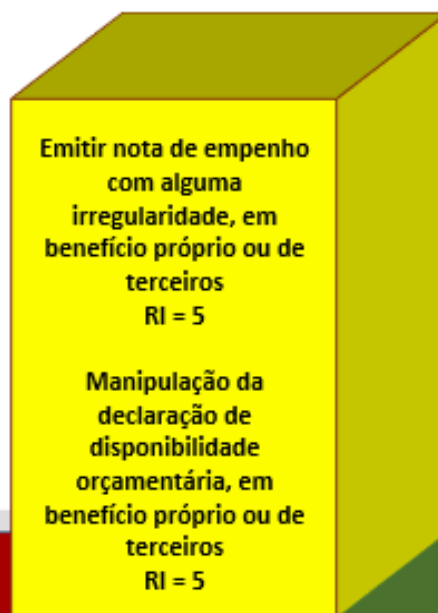 Emitir nota de empenho
com alguma
irregularidade, em
benefício próprio ou de
terceiros
RI = 5
Manipulação da
declaração de
disponibilidade
orçamentária, em
benefício próprio ou de
terceiros
RI = 5